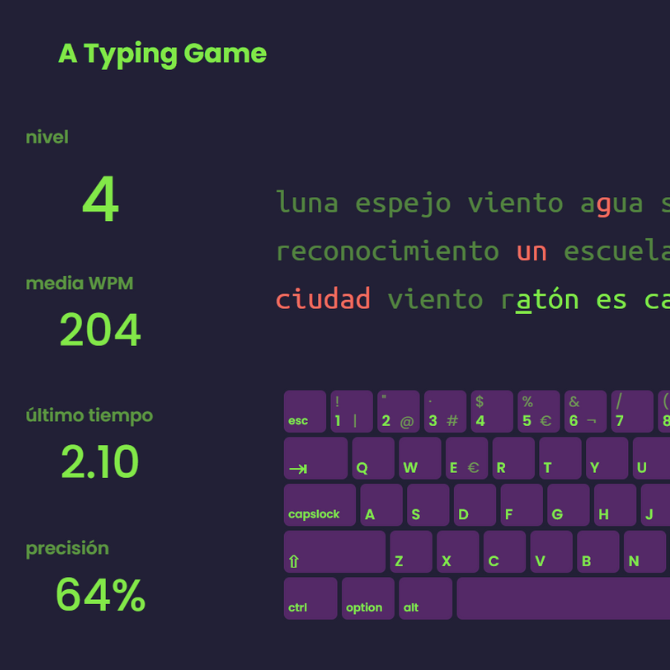 A Typing Game
nivel
4
media WPM
204
último tiempo
2.10
precisión
64%
luna espejo viento agua s
reconocimiento un escuela
ciudad viento ratón es ca
! " · $ % & / (
esc 1 | 2 @ 3 # 4 5 € 6 ¬ 7 8
⇥ Q W E € R T Y U
capslock A S D F G H J
⇧ Z X C V B N
ctrl option alt